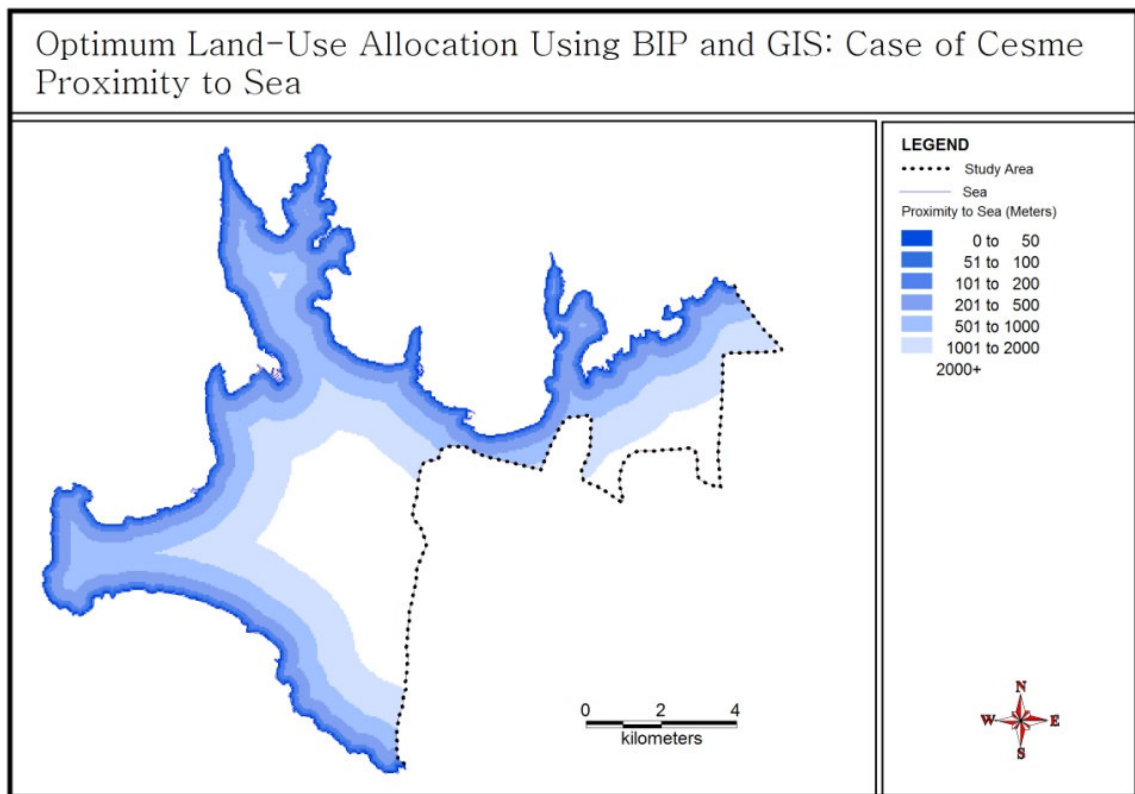 Optimum Land-Use Allocation Using BIP and GIS: Case of Cesme
Proximity to Sea
LEGEND
Study Area
Sea
Proximity to Sea (Meters)
0 to 50
51 to 100
101 to 200
201 to 500
501 to 1000
1001 to 2000
2000+
0 2 4
kilometers
N
W E
S